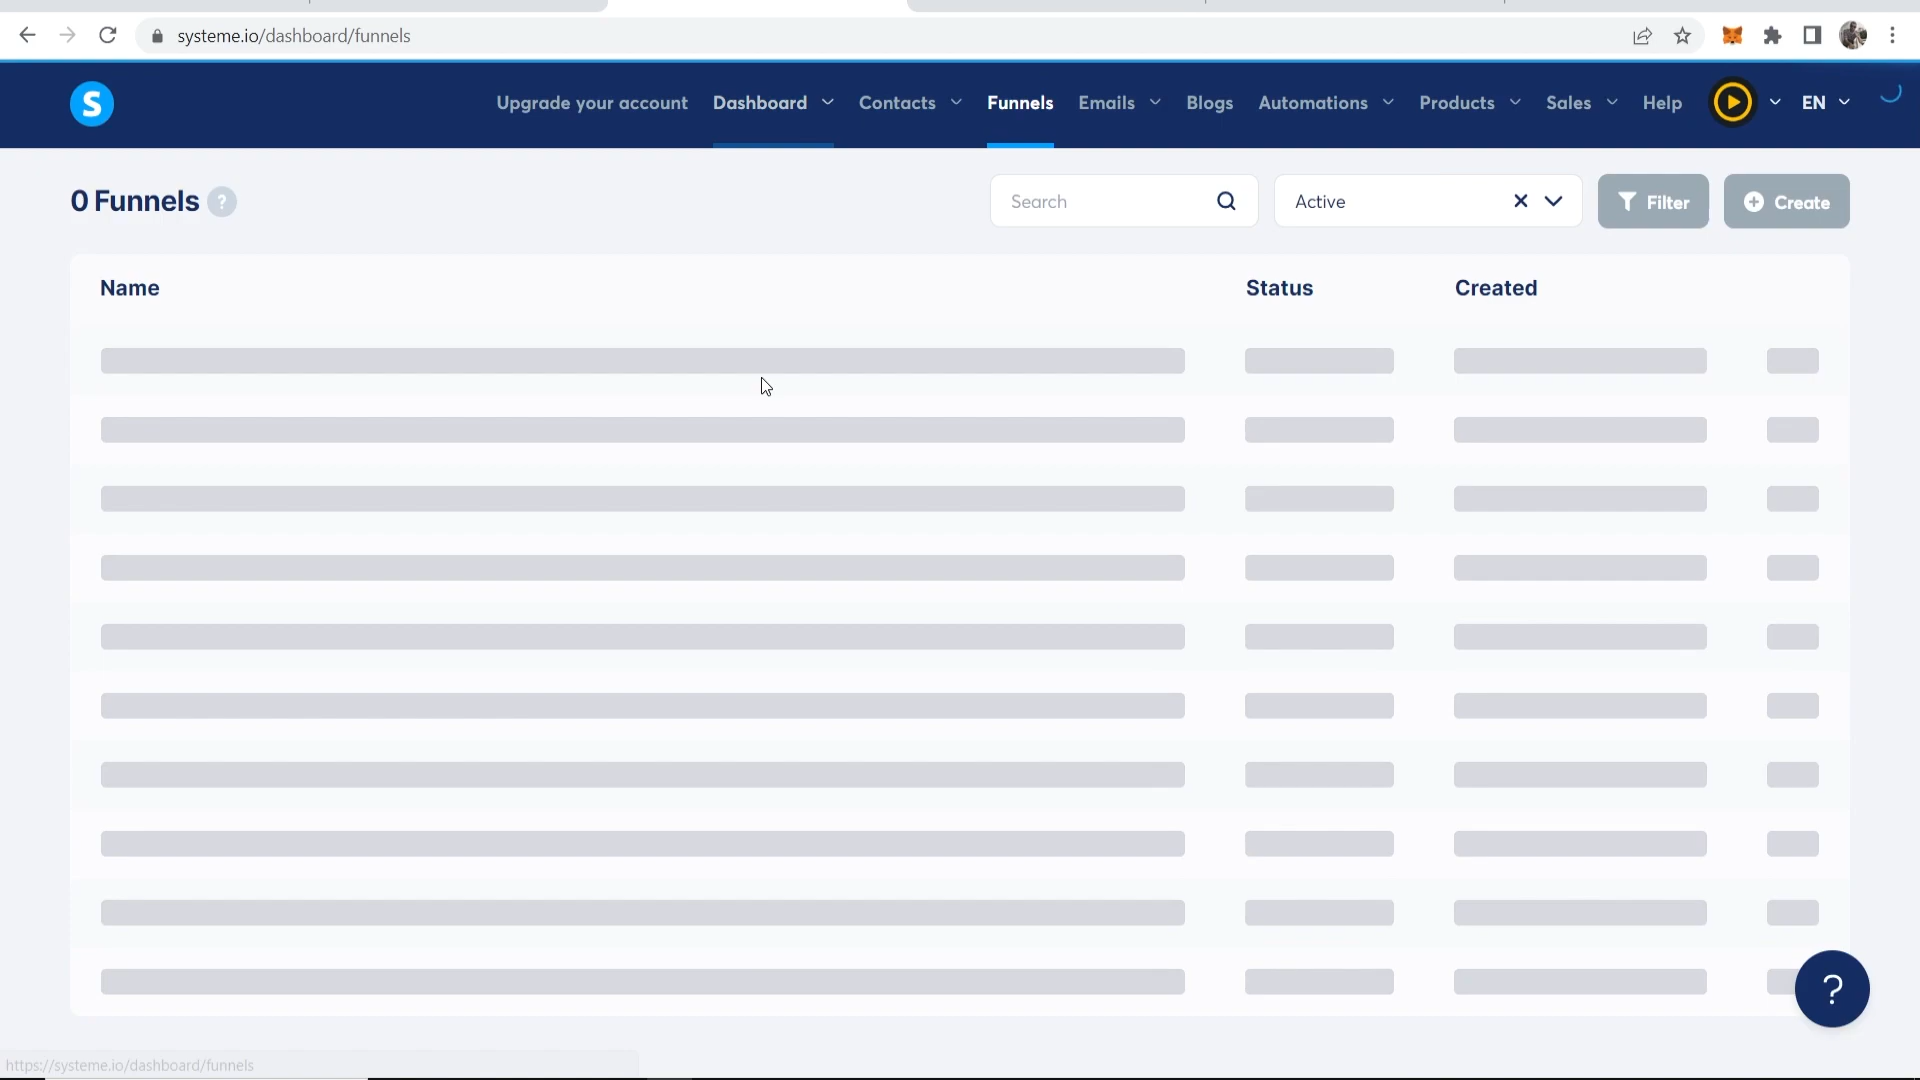 systeme.io/dashboard/funnels
S
Upgrade your account Dashboard Contacts Funnels Emails Blogs Automations Products Sales Help EN
0 Funnels ?
Search
Active
Filter
Create
Name Status Created
?
https://systeme.io/dashboard/funnels